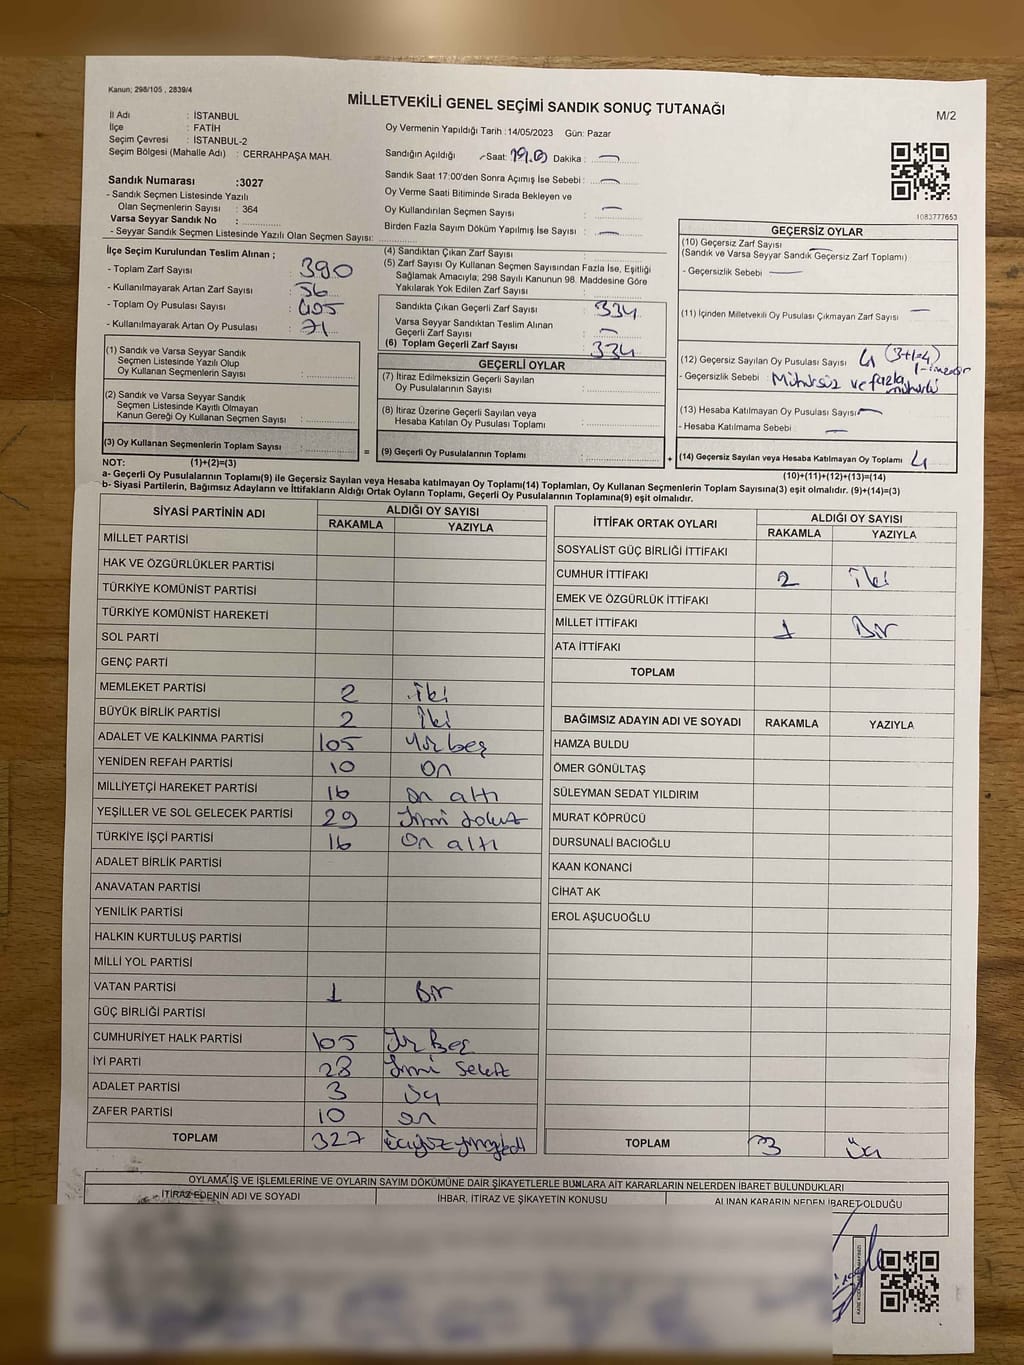 Kanun; 298/105 , 2839/4
MİLLETVEKİLİ GENEL SEÇİMİ SANDIK SONUÇ TUTANAĞI
M/2
İl Adı : İSTANBUL
İlçe : FATİH
Seçim Çevresi : İSTANBUL-2
Seçim Bölgesi (Mahalle Adı) : CERRAHPAŞA MAH.
Sandık Numarası :3027
- Sandık Seçmen Listesinde Yazılı
Olan Seçmenlerin Sayısı : 364
Varsa Seyyar Sandık No :
- Seyyar Sandık Seçmen Listesinde Yazılı Olan Seçmen Sayısı:
Oy Vermenin Yapıldığı Tarih :14/05/2023 Gün: Pazar
Sandığın Açıldığı -Saat: Dakika : —
Sandık Saat 17:00'den Sonra Açımış İse Sebebi : —
Oy Verme Saati Bitiminde Sırada Bekleyen ve
Oy Kullandırılan Seçmen Sayısı : —
Birden Fazla Sayım Döküm Yapılmış İse Sayısı : —
1083777653
İlçe Seçim Kurulundan Teslim Alınan ;
- Toplam Zarf Sayısı : 390
- Kullanılmayarak Artan Zarf Sayısı : 56
- Toplam Oy Pusulası Sayısı : 405
- Kullanılmayarak Artan Oy Pusulası : 71
(4) Sandıktan Çıkan Zarf Sayısı :
(5) Zarf Sayısı Oy Kullanan Seçmen Sayısından Fazla İse, Eşitliği
Sağlamak Amacıyla; 298 Sayılı Kanunun 98. Maddesine Göre
Yakılarak Yok Edilen Zarf Sayısı :
Sandıkta Çıkan Geçerli Zarf Sayısı : 334
Varsa Seyyar Sandıktan Teslim Alınan
Geçerli Zarf Sayısı : —
(6) Toplam Geçerli Zarf Sayısı : 334
GEÇERSİZ OYLAR
(10) Geçersiz Zarf Sayısı : —
(Sandık ve Varsa Seyyar Sandık Geçersiz Zarf Toplamı)
- Geçersizlik Sebebi : —
(11) İçinden Milletvekili Oy Pusulası Çıkmayan Zarf Sayısı : —
(12) Geçersiz Sayılan Oy Pusulası Sayısı : 4 (3+1=4)
- Geçersizlik Sebebi : Mühürsüz ve fazla mühürlü
(13) Hesaba Katılmayan Oy Pusulası Sayısı: —
- Hesaba Katılmama Sebebi : —
(14) Geçersiz Sayılan veya Hesaba Katılmayan Oy Toplamı : 4
(1) Sandık ve Varsa Seyyar Sandık
Seçmen Listesinde Yazılı Olup
Oy Kullanan Seçmenlerin Sayısı :
(2) Sandık ve Varsa Seyyar Sandık
Seçmen Listesinde Kayıtlı Olmayan
Kanun Gereği Oy Kullanan Seçmen Sayısı :
(3) Oy Kullanan Seçmenlerin Toplam Sayısı :
GEÇERLİ OYLAR
(7) İtiraz Edilmeksizin Geçerli Sayılan
Oy Pusulalarının Sayısı :
(8) İtiraz Üzerine Geçerli Sayılan veya
Hesaba Katılan Oy Pusulası Toplamı :
= (9) Geçerli Oy Pusulalarının Toplamı : +
NOT: (1)+(2)=(3)
(10)+(11)+(12)+(13)=(14)
a- Geçerli Oy Pusulalarının Toplamı(9) ile Geçersiz Sayılan veya Hesaba katılmayan Oy Toplamı(14) Toplamları, Oy Kullanan Seçmenlerin Toplam Sayısına(3) eşit olmalıdır. (9)+(14)=(3)
b- Siyasi Partilerin, Bağımsız Adayların ve İttifakların Aldığı Ortak Oyların Toplamı, Geçerli Oy Pusulalarının Toplamına(9) eşit olmalıdır.
SİYASİ PARTİNİN ADI ALDIĞI OY SAYISI
RAKAMLA YAZIYLA
MİLLET PARTİSİ
HAK VE ÖZGÜRLÜKLER PARTİSİ
TÜRKİYE KOMÜNİST PARTİSİ
TÜRKİYE KOMÜNİST HAREKETİ
SOL PARTİ
GENÇ PARTİ
MEMLEKET PARTİSİ 2 iki
BÜYÜK BİRLİK PARTİSİ 2 iki
ADALET VE KALKINMA PARTİSİ 105 Yüz beş
YENİDEN REFAH PARTİSİ 10 on
MİLLİYETÇİ HAREKET PARTİSİ 16 on altı
YEŞİLLER VE SOL GELECEK PARTİSİ 29 Yirmi dokuz
TÜRKİYE İŞÇİ PARTİSİ 16 on altı
ADALET BİRLİK PARTİSİ
ANAVATAN PARTİSİ
YENİLİK PARTİSİ
HALKIN KURTULUŞ PARTİSİ
MİLLİ YOL PARTİSİ
VATAN PARTİSİ 1 Bir
GÜÇ BİRLİĞİ PARTİSİ
CUMHURİYET HALK PARTİSİ 105 Yüz Beş
İYİ PARTİ 28 Yirmi Sekiz
ADALET PARTİSİ 3 üç
ZAFER PARTİSİ 10 on
TOPLAM 327 üçyüz yirmi yedi
İTTİFAK ORTAK OYLARI ALDIĞI OY SAYISI
RAKAMLA YAZIYLA
SOSYALİST GÜÇ BİRLİĞİ İTTİFAKI
CUMHUR İTTİFAKI 2 iki
EMEK VE ÖZGÜRLÜK İTTİFAKI
MİLLET İTTİFAKI 1 Bir
ATA İTTİFAKI
TOPLAM
BAĞIMSIZ ADAYIN ADI VE SOYADI RAKAMLA YAZIYLA
HAMZA BULDU
ÖMER GÖNÜLTAŞ
SÜLEYMAN SEDAT YILDIRIM
MURAT KÖPRÜCÜ
DURSUNALİ BACIOĞLU
KAAN KONANCİ
CİHAT AK
EROL AŞUCUOĞLU
TOPLAM 3 üç
OYLAMA İŞ VE İŞLEMLERİNE VE OYLARIN SAYIM DÖKÜMÜNE DAİR ŞİKAYETLERLE BUNLARA AİT KARARLARIN NELERDEN İBARET BULUNDUKLARI
İTİRAZ EDENİN ADI VE SOYADI İHBAR, İTİRAZ VE ŞİKAYETİN KONUSU ALINAN KARARIN NEDEN İBARET OLDUĞU